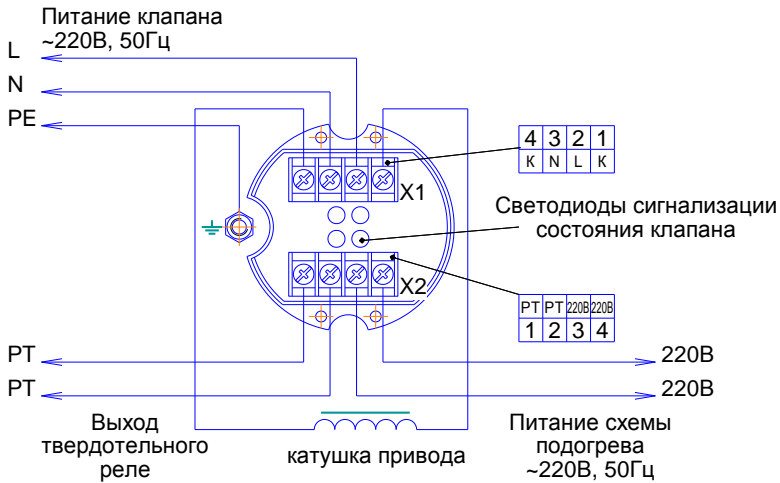 Питание клапана
~220В, 50Гц
L
N
PE
4 3 2 1
К N L К
X1
Светодиоды сигнализации
состояния клапана
X2
РТ РТ 220В 220В
1 2 3 4
РТ
220В
РТ
220В
Выход
твердотельного
реле
катушка привода
Питание схемы
подогрева
~220В, 50Гц